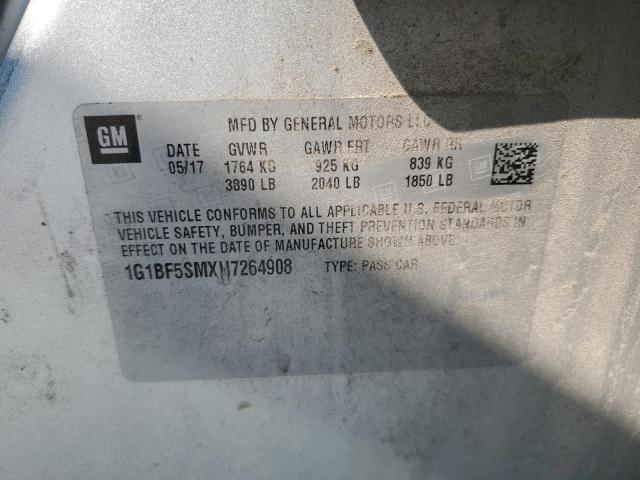 GM
MFD BY GENERAL MOTORS LLC
DATE GVWR GAWR FRT GAWR RR
05/17 1764 KG 925 KG 839 KG
3890 LB 2040 LB 1850 LB
THIS VEHICLE CONFORMS TO ALL APPLICABLE U.S. FEDERAL MOTOR
VEHICLE SAFETY, BUMPER, AND THEFT PREVENTION STANDARDS IN
EFFECT ON THE DATE OF MANUFACTURE SHOWN ABOVE.
1G1BF5SMXH7264908 TYPE: PASS CAR